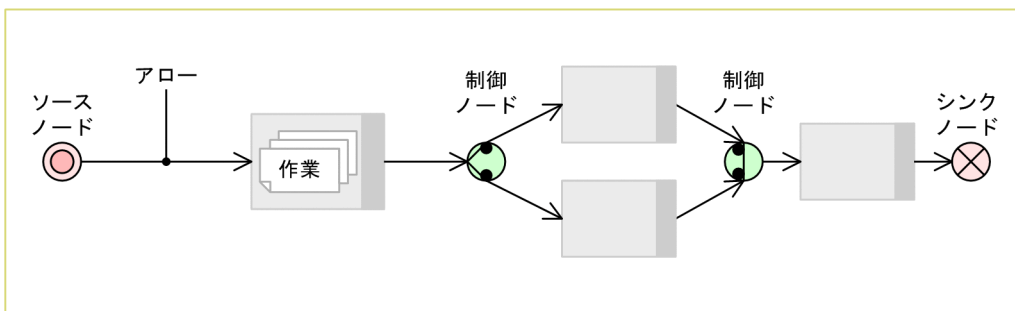 ソース
ノード
アロー
作業
制御
ノード
制御
ノード
シンク
ノード